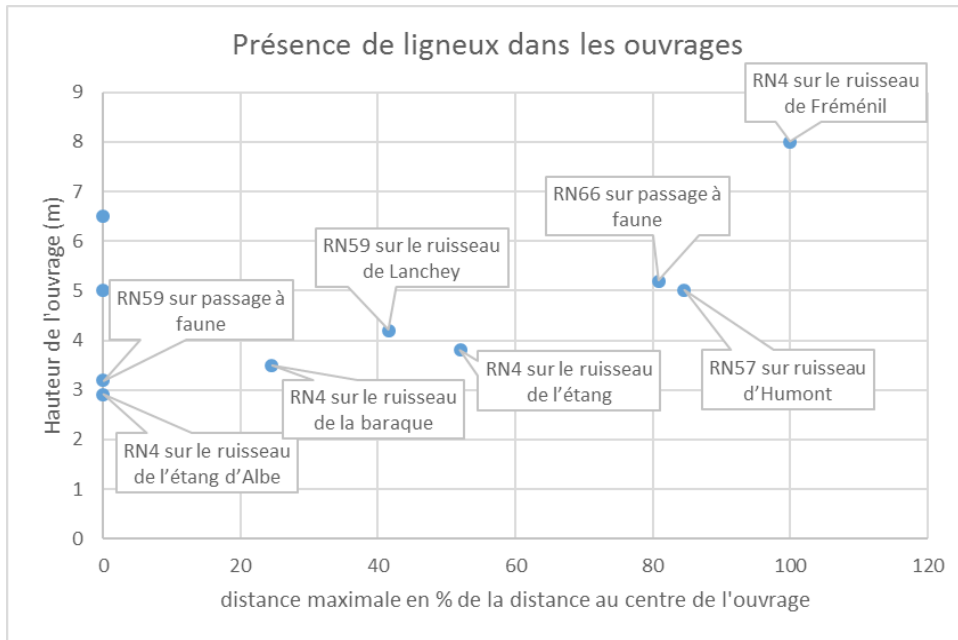 Présence de ligneux dans les ouvrages
Hauteur de l'ouvrage (m)
9
8
7
6
5
4
3
2
1
0
RN4 sur le ruisseau
de Fréménil
RN66 sur passage à
faune
RN59 sur le ruisseau
de Lanchey
RN59 sur passage à
faune
RN57 sur ruisseau
d’Humont
RN4 sur le ruisseau
de l’étang
RN4 sur le ruisseau
de la baraque
RN4 sur le ruisseau
de l’étang d’Albe
0 20 40 60 80 100 120
distance maximale en % de la distance au centre de l'ouvrage